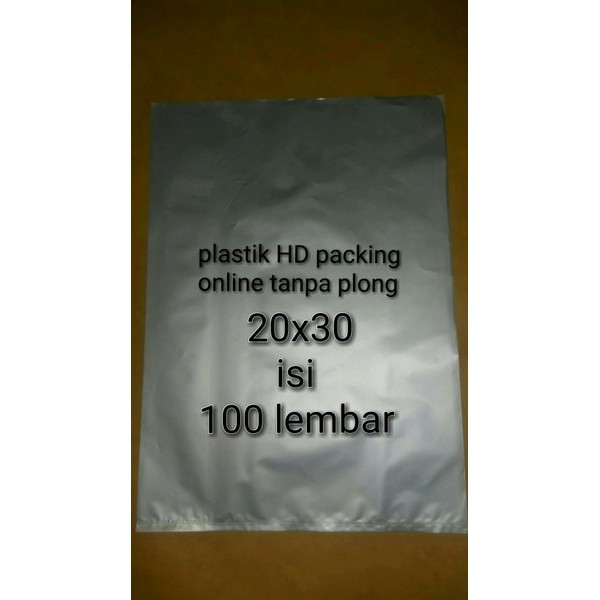 plastik HD packing
online tanpa plong
20x30
isi
100 lembar